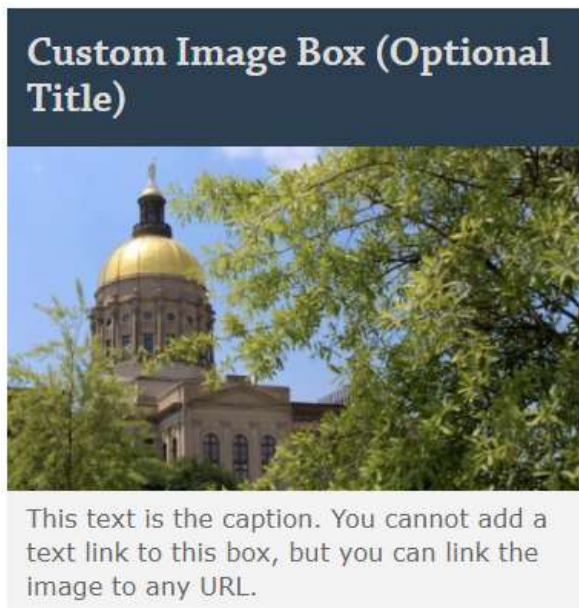 Custom Image Box (Optional
Title)
This text is the caption. You cannot add a
text link to this box, but you can link the
image to any URL.